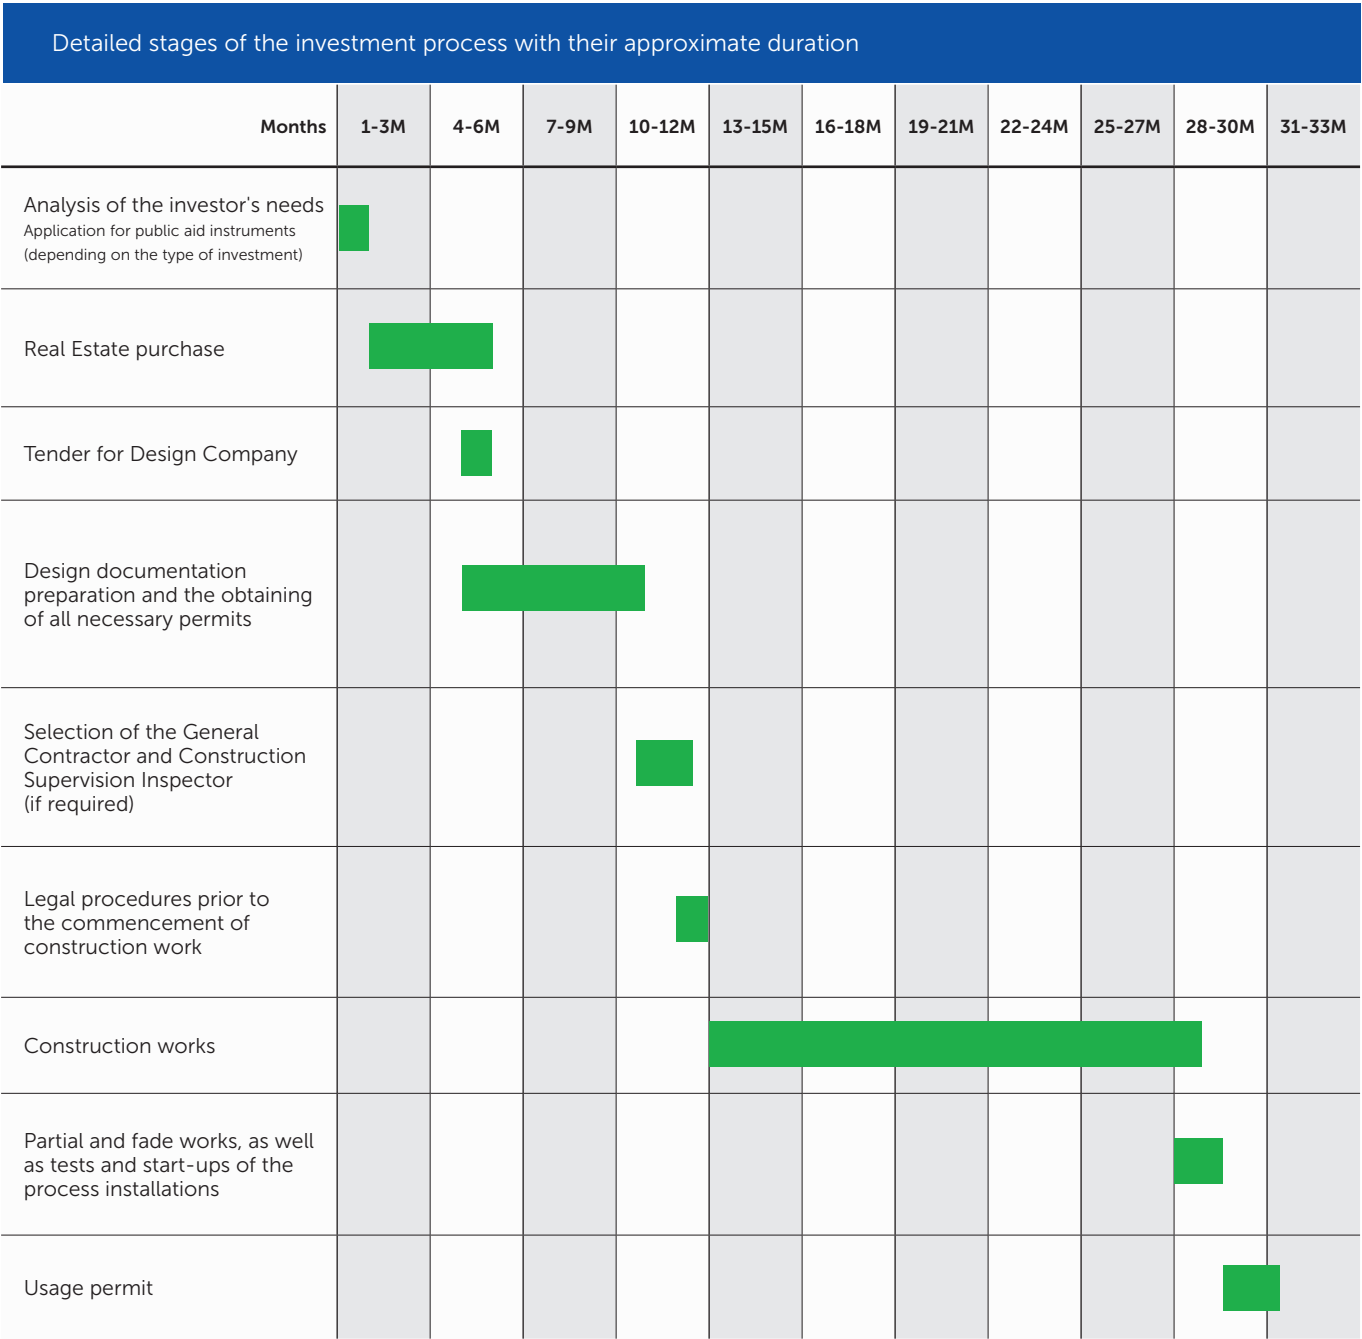 Detailed stages of the investment process with their approximate duration
Months 1-3M 4-6M 7-9M 10-12M 13-15M 16-18M 19-21M 22-24M 25-27M 28-30M 31-33M
Analysis of the investor's needs
Application for public aid instruments
(depending on the type of investment)
Real Estate purchase
Tender for Design Company
Design documentation
preparation and the obtaining
of all necessary permits
Selection of the General
Contractor and Construction
Supervision Inspector
(if required)
Legal procedures prior to
the commencement of
construction work
Construction works
Partial and fade works, as well
as tests and start-ups of the
process installations
Usage permit